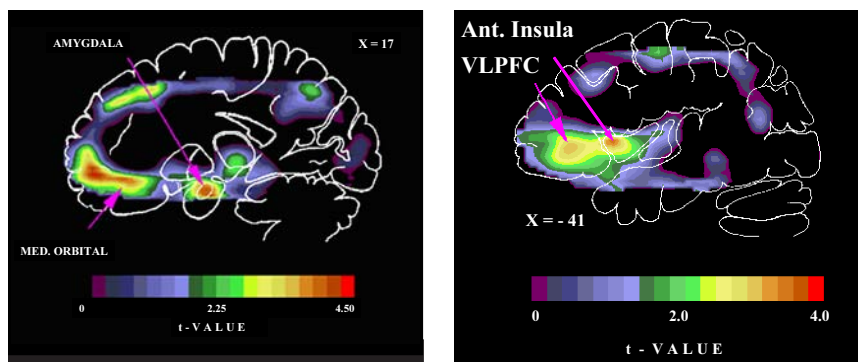 AMYGDALA
X = 17
MED. ORBITAL
0
2.25
4.50
t - V A L U E
Ant. Insula
VLPFC
X = - 41
0
2.0
4.0
t - V A L U E